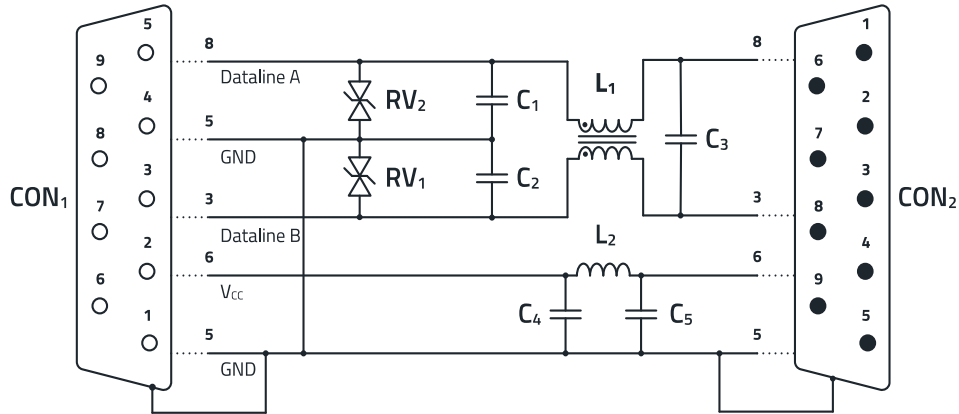 5
9
4
8
3
CON₁
7
2
6
1
8
Dataline A
5
GND
3
Dataline B
6
V_CC
5
GND
RV₂
RV₁
C₁
C₂
L₁
C₃
L₂
C₄
C₅
8
3
6
5
1
6
2
7
3
CON₂
8
4
9
5